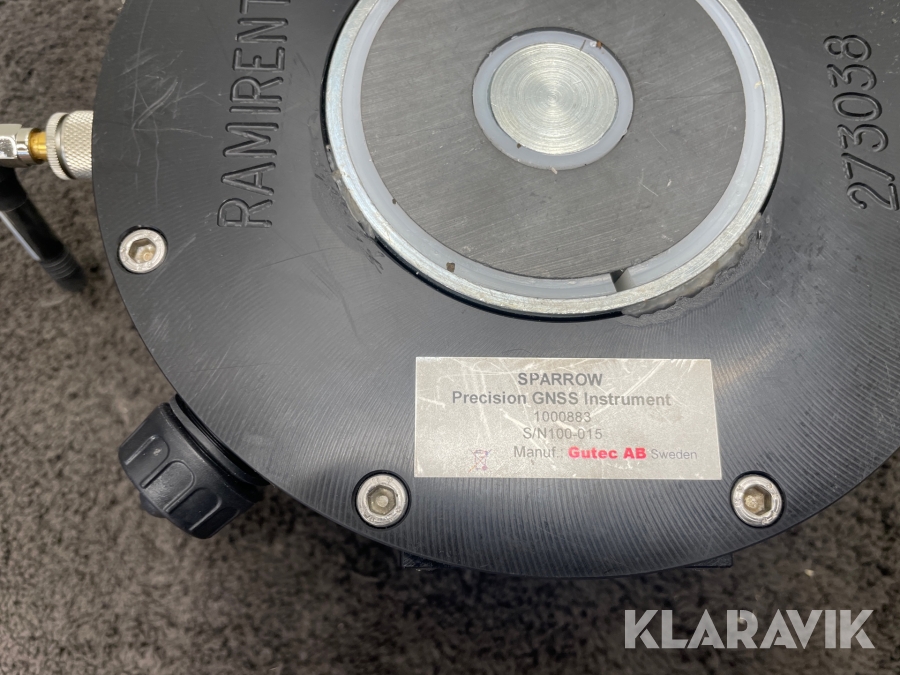 RAMIRENT
273038
SPARROW
Precision GNSS Instrument
1000883
S/N100-015
Manuf.: Gutec AB Sweden
KLARAVIK